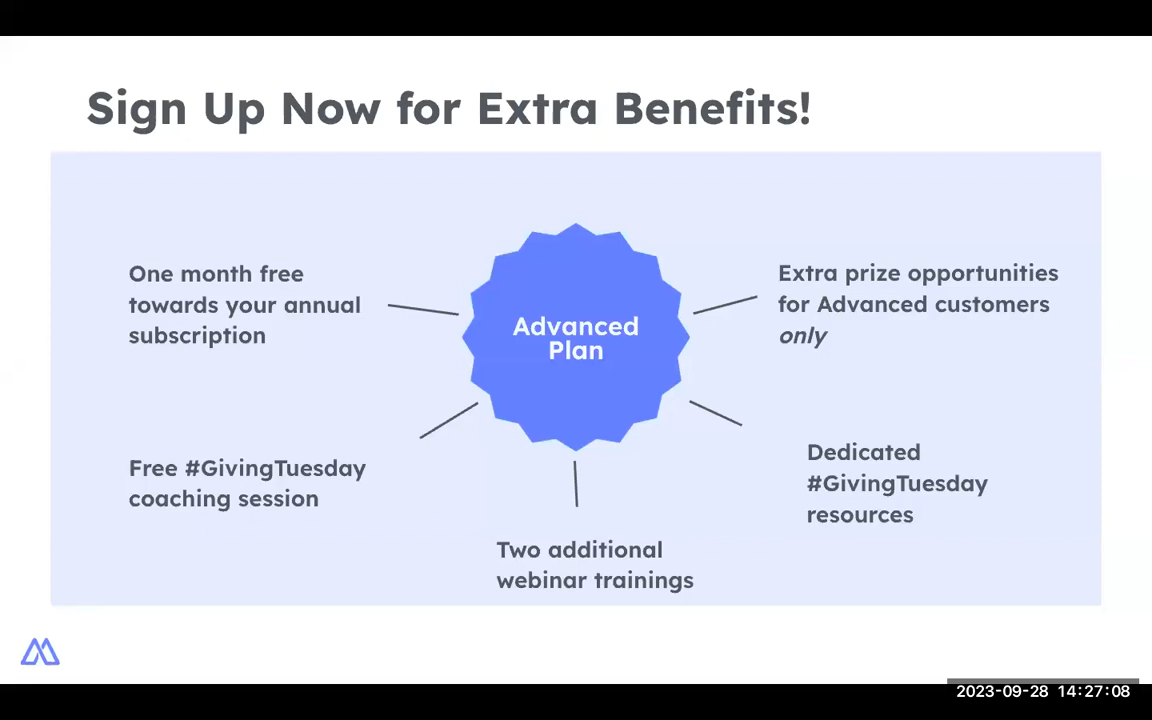 Sign Up Now for Extra Benefits!
One month free
towards your annual
subscription
Advanced
Plan
Extra prize opportunities
for Advanced customers
only
Free #GivingTuesday
coaching session
Two additional
webinar trainings
Dedicated
#GivingTuesday
resources
2023-09-28 14:27:08